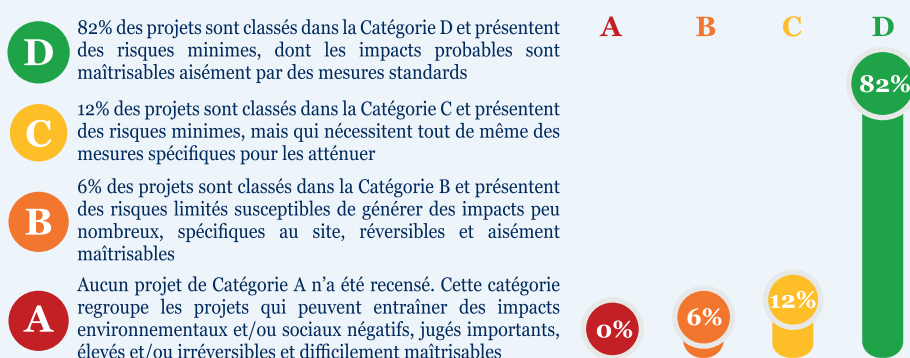 D
82% des projets sont classés dans la Catégorie D et présentent
des risques minimes, dont les impacts probables sont
maîtrisables aisément par des mesures standards
C
12% des projets sont classés dans la Catégorie C et présentent
des risques minimes, mais qui nécessitent tout de même des
mesures spécifiques pour les atténuer
B
6% des projets sont classés dans la Catégorie B et présentent
des risques limités susceptibles de générer des impacts peu
nombreux, spécifiques au site, réversibles et aisément
maîtrisables
A
Aucun projet de Catégorie A n’a été recensé. Cette catégorie
regroupe les projets qui peuvent entraîner des impacts
environnementaux et/ou sociaux négatifs, jugés importants,
élevés et/ou irréversibles et difficilement maîtrisables
A B C D
0% 6% 12% 82%